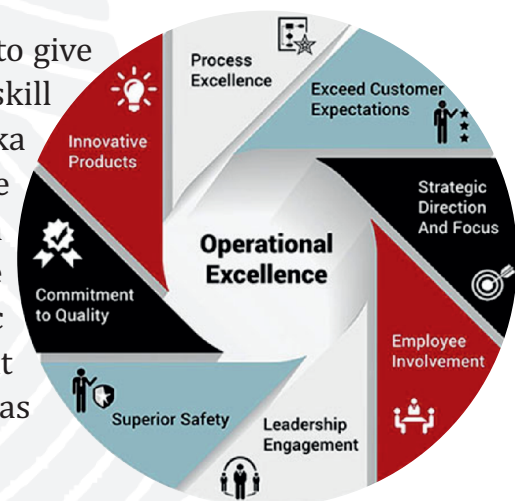 to give
skill
as
Process
Excellence
Exceed Customer
Expectations
Strategic
Direction
And Focus
Employee
Involvement
Leadership
Engagement
Superior Safety
Commitment
to Quality
Innovative
Products
Operational
Excellence